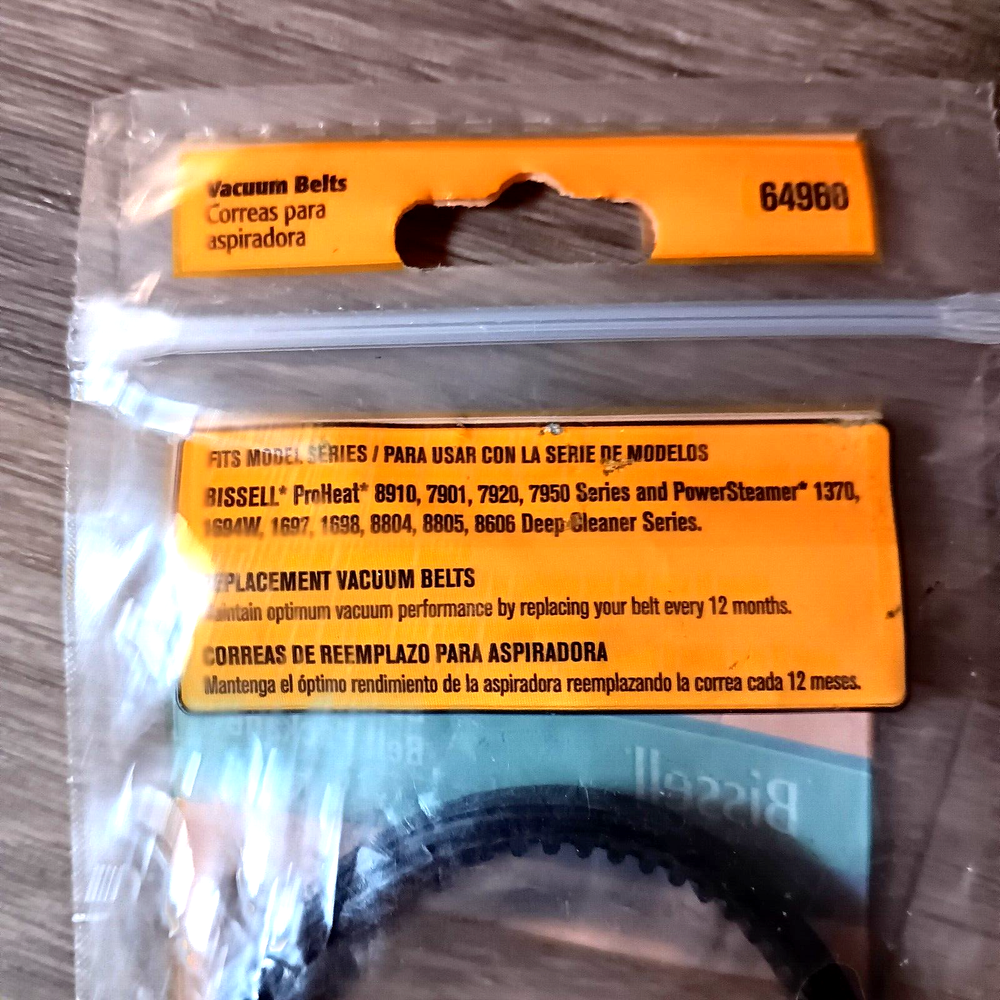 Vacuum Belts
Correas para
aspiradora
64960
FITS MODEL SERIES / PARA USAR CON LA SERIE DE MODELOS
BISSELL* ProHeat* 8910, 7901, 7920, 7950 Series and PowerSteamer* 1370,
1694W, 1697, 1698, 8804, 8805, 8606 Deep Cleaner Series.
REPLACEMENT VACUUM BELTS
Maintain optimum vacuum performance by replacing your belt every 12 months.
CORREAS DE REEMPLAZO PARA ASPIRADORA
Mantenga el óptimo rendimiento de la aspiradora reemplazando la correa cada 12 meses.
Bissell